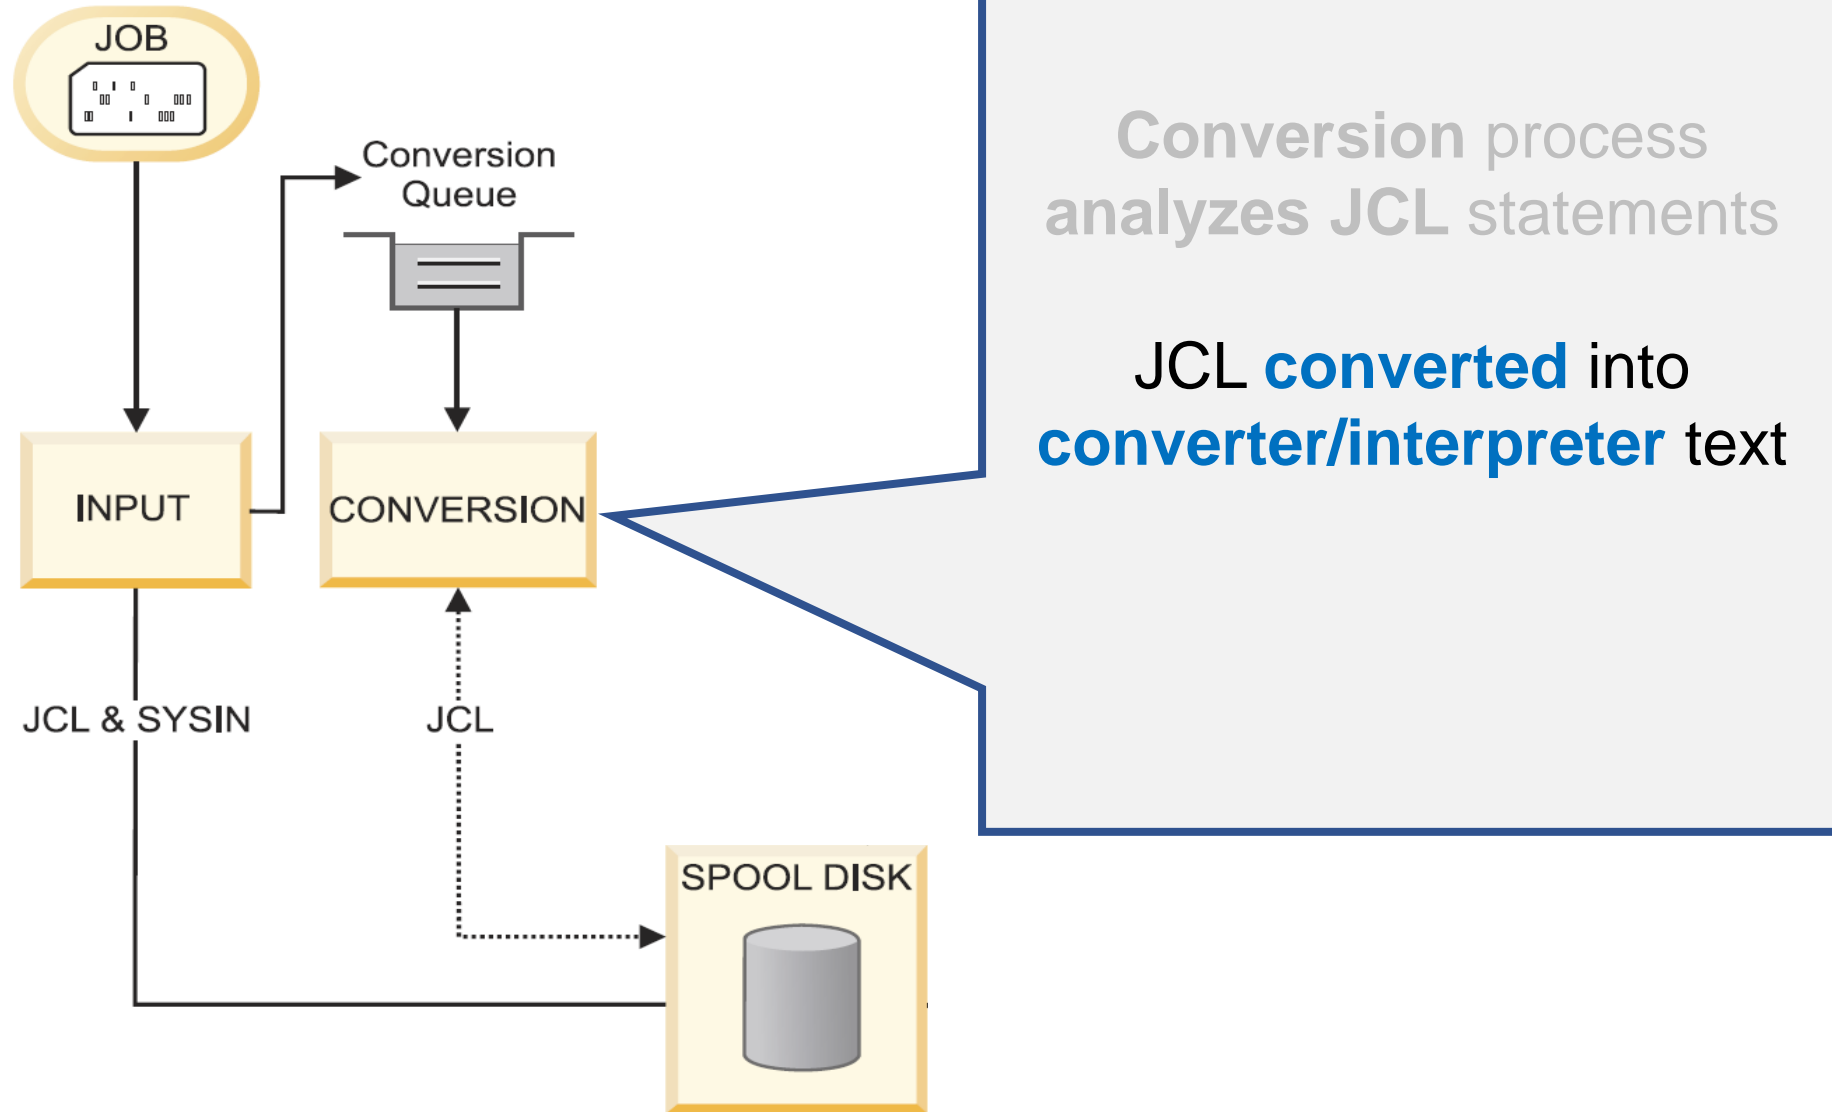 JOB
Conversion
Queue
INPUT
CONVERSION
JCL & SYSIN
JCL
SPOOL DISK
Conversion process
analyzes JCL statements
JCL converted into
converter/interpreter text